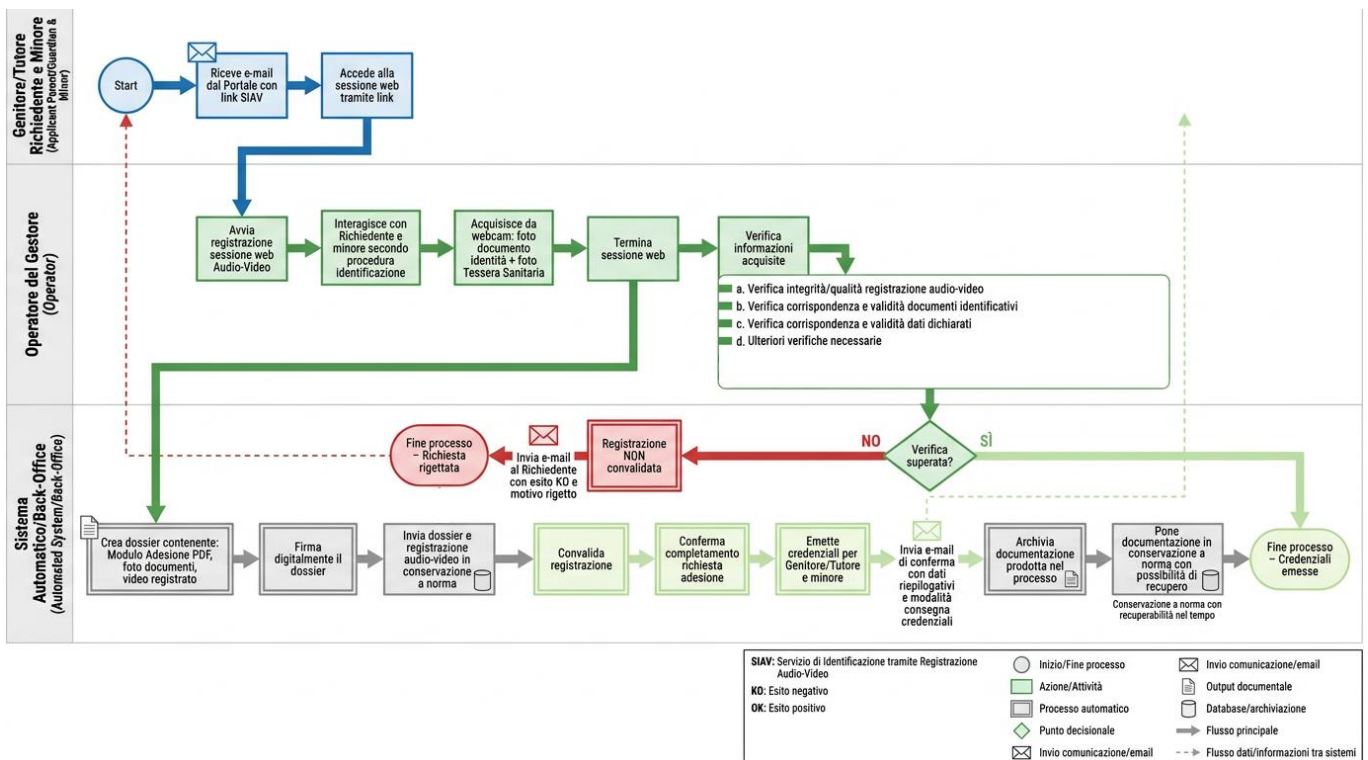 Genitore/Tutore
Richiedente e Minore
(Applicant Parent/Guardian &
Minor)
Start
Riceve e-mail
dal Portale con
link SIAV
Accede alla
sessione web
tramite link
Operatore del Gestore
(Operator)
Avvia
registrazione
sessione web
Audio-Video
Interagisce con
Richiedente e
minore secondo
procedura
identificazione
Acquisisce da
webcam: foto
documento
identità + foto
Tessera Sanitaria
Termina
sessione web
Verifica
informazioni
acquisite
a. Verifica integrità/qualità registrazione audio-video
b. Verifica corrispondenza e validità documenti identificativi
c. Verifica corrispondenza e validità dati dichiarati
d. Ulteriori verifiche necessarie
Sistema
Automatico/Back-Office
(Automated System/Back-Office)
Fine processo
– Richiesta
rigettata
Invia e-mail
al Richiedente
con esito KO e
motivo rigetto
Registrazione
NON
convalidata
NO
Verifica
superata?
SÌ
Crea dossier contenente:
Modulo Adesione PDF,
foto documenti,
video registrato
Firma
digitalmente il
dossier
Invia dossier e
registrazione
audio-video in
conservazione
a norma
Convalida
registrazione
Conferma
completamento
richiesta
adesione
Emette
credenziali per
Genitore/Tutore
e minore
Invia e-mail
di conferma
con dati
riepilogativi
e modalità
consegna
credenziali
Archivia
documentazione
prodotta nel
processo
Pone
documentazione in
conservazione a
norma con
possibilità di
recupero
Conservazione a norma con
recuperabilità nel tempo
Fine processo
– Credenziali
emesse
SIAV: Servizio di Identificazione tramite Registrazione
Audio-Video
KO: Esito negativo
OK: Esito positivo
Inizio/Fine processo
Azione/Attività
Processo automatico
Punto decisionale
Invio comunicazione/email
Invio comunicazione/email
Output documentale
Database/archiviazione
Flusso principale
Flusso dati/informazioni tra sistemi